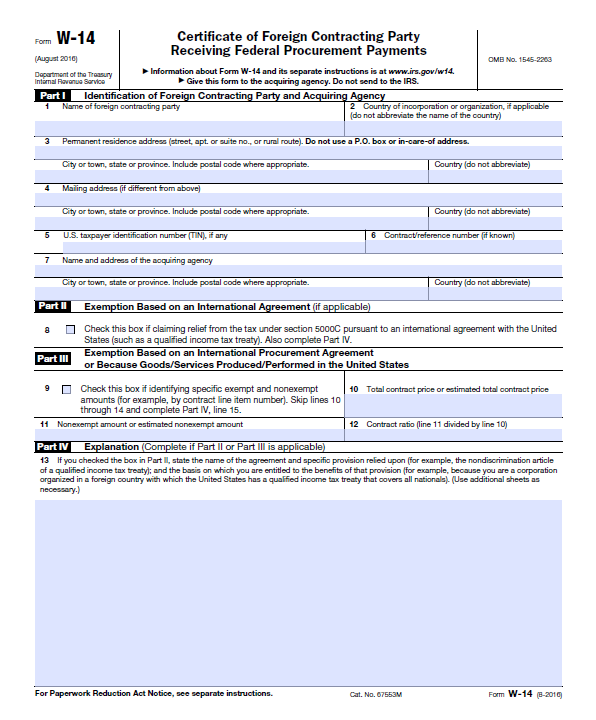 Form W-14
(August 2016)
Department of the Treasury
Internal Revenue Service
Certificate of Foreign Contracting Party
Receiving Federal Procurement Payments
▶ Information about Form W-14 and its separate instructions is at www.irs.gov/w14.
▶ Give this form to the acquiring agency. Do not send to the IRS.
OMB No. 1545-2263
Part I Identification of Foreign Contracting Party and Acquiring Agency
1 Name of foreign contracting party
2 Country of incorporation or organization, if applicable
(do not abbreviate the name of the country)
3 Permanent residence address (street, apt. or suite no., or rural route). Do not use a P.O. box or in-care-of address.
City or town, state or province. Include postal code where appropriate.
Country (do not abbreviate)
4 Mailing address (if different from above)
City or town, state or province. Include postal code where appropriate.
Country (do not abbreviate)
5 U.S. taxpayer identification number (TIN), if any
6 Contract/reference number (if known)
7 Name and address of the acquiring agency
City or town, state or province. Include postal code where appropriate.
Country (do not abbreviate)
Part II Exemption Based on an International Agreement (if applicable)
8 Check this box if claiming relief from the tax under section 5000C pursuant to an international agreement with the United
States (such as a qualified income tax treaty). Also complete Part IV.
Part III Exemption Based on an International Procurement Agreement
or Because Goods/Services Produced/Performed in the United States
9 Check this box if identifying specific exempt and nonexempt
amounts (for example, by contract line item number). Skip lines 10
through 14 and complete Part IV, line 15.
10 Total contract price or estimated total contract price
11 Nonexempt amount or estimated nonexempt amount
12 Contract ratio (line 11 divided by line 10)
Part IV Explanation (Complete if Part II or Part III is applicable)
13 If you checked the box in Part II, state the name of the agreement and specific provision relied upon (for example, the nondiscrimination article
of a qualified income tax treaty); and the basis on which you are entitled to the benefits of that provision (for example, because you are a corporation
organized in a foreign country with which the United States has a qualified income tax treaty that covers all nationals). (Use additional sheets as
necessary.)
For Paperwork Reduction Act Notice, see separate instructions.
Cat. No. 67553M
Form W-14 (8-2016)